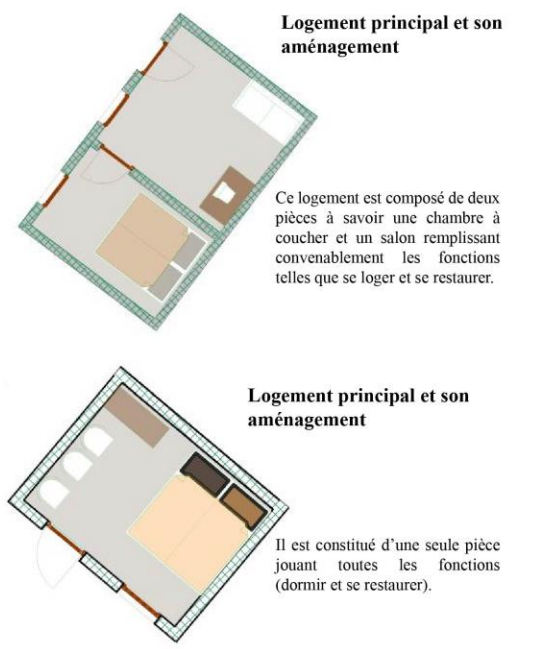 Logement principal et son
aménagement
Ce logement est composé de deux
pièces à savoir une chambre à
coucher et un salon remplissant
convenablement les fonctions
telles que se loger et se restaurer.
Logement principal et son
aménagement
Il est constitué d’une seule pièce
jouant toutes les fonctions
(dormir et se restaurer).